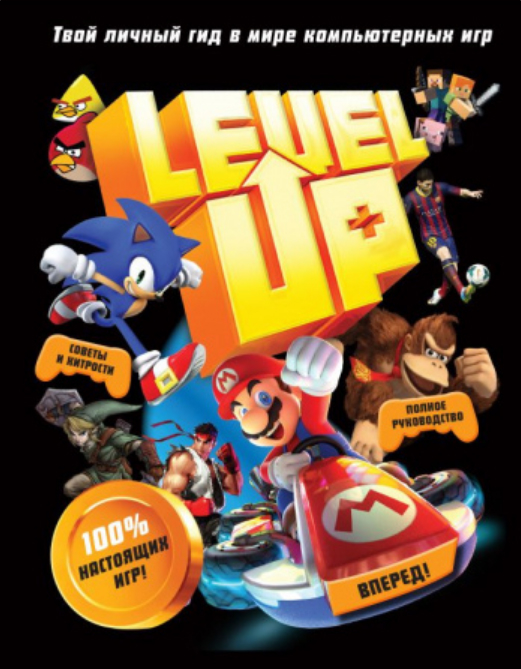 Твой личный гид в мире компьютерных игр
LEVEL
UP
СОВЕТЫ
И ХИТРОСТИ
ПОЛНОЕ
РУКОВОДСТВО
100%
НАСТОЯЩИХ
ИГР!
M
M
ВПЕРЕД!